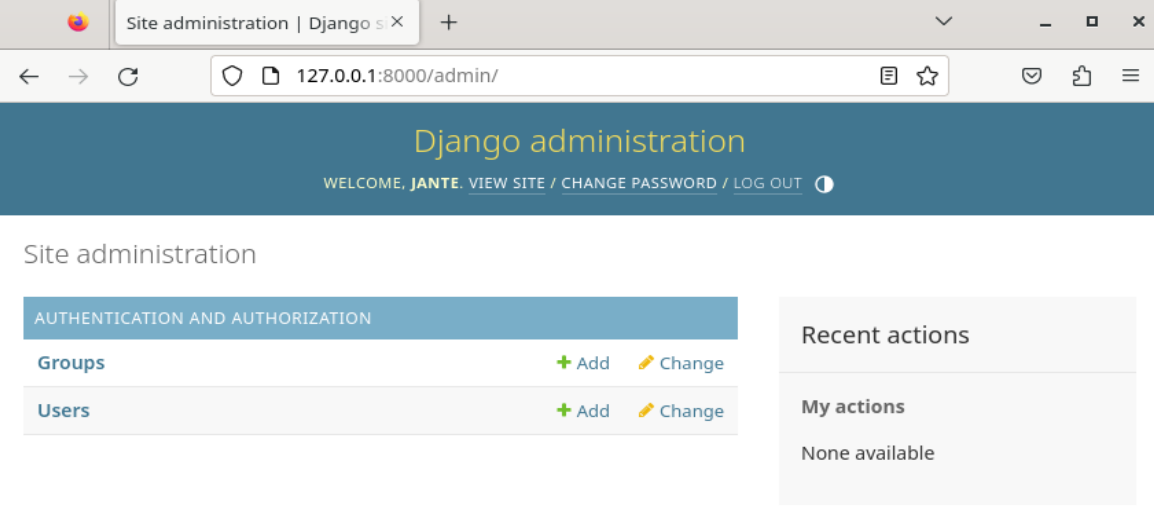 Site administration | Django s
127.0.0.1:8000/admin/
Django administration
WELCOME, JANTE. VIEW SITE / CHANGE PASSWORD / LOG OUT
Site administration
AUTHENTICATION AND AUTHORIZATION
Groups Add Change
Users Add Change
Recent actions
My actions
None available